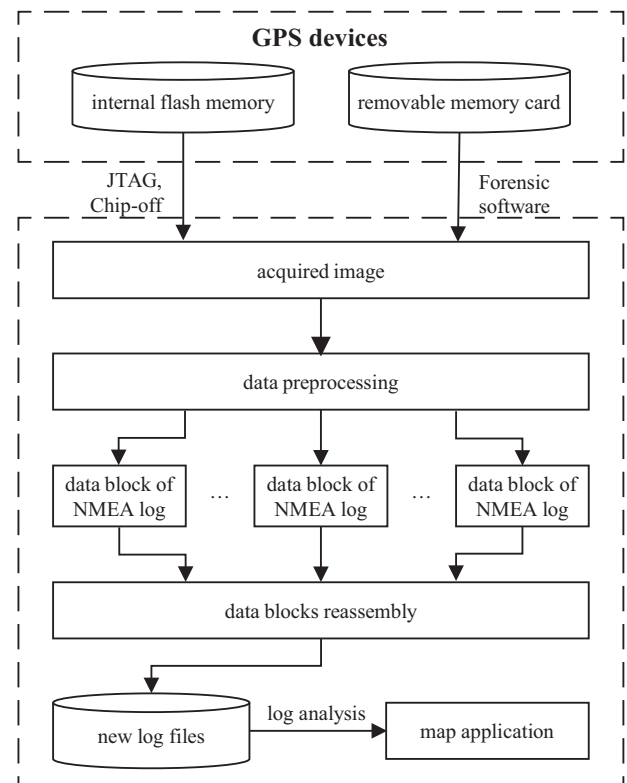 GPS devices
internal flash memory
removable memory card
JTAG,
Chip-off
Forensic
software
acquired image
data preprocessing
data block of
NMEA log
...
data block of
NMEA log
...
data block of
NMEA log
data blocks reassembly
new log files
log analysis
map application